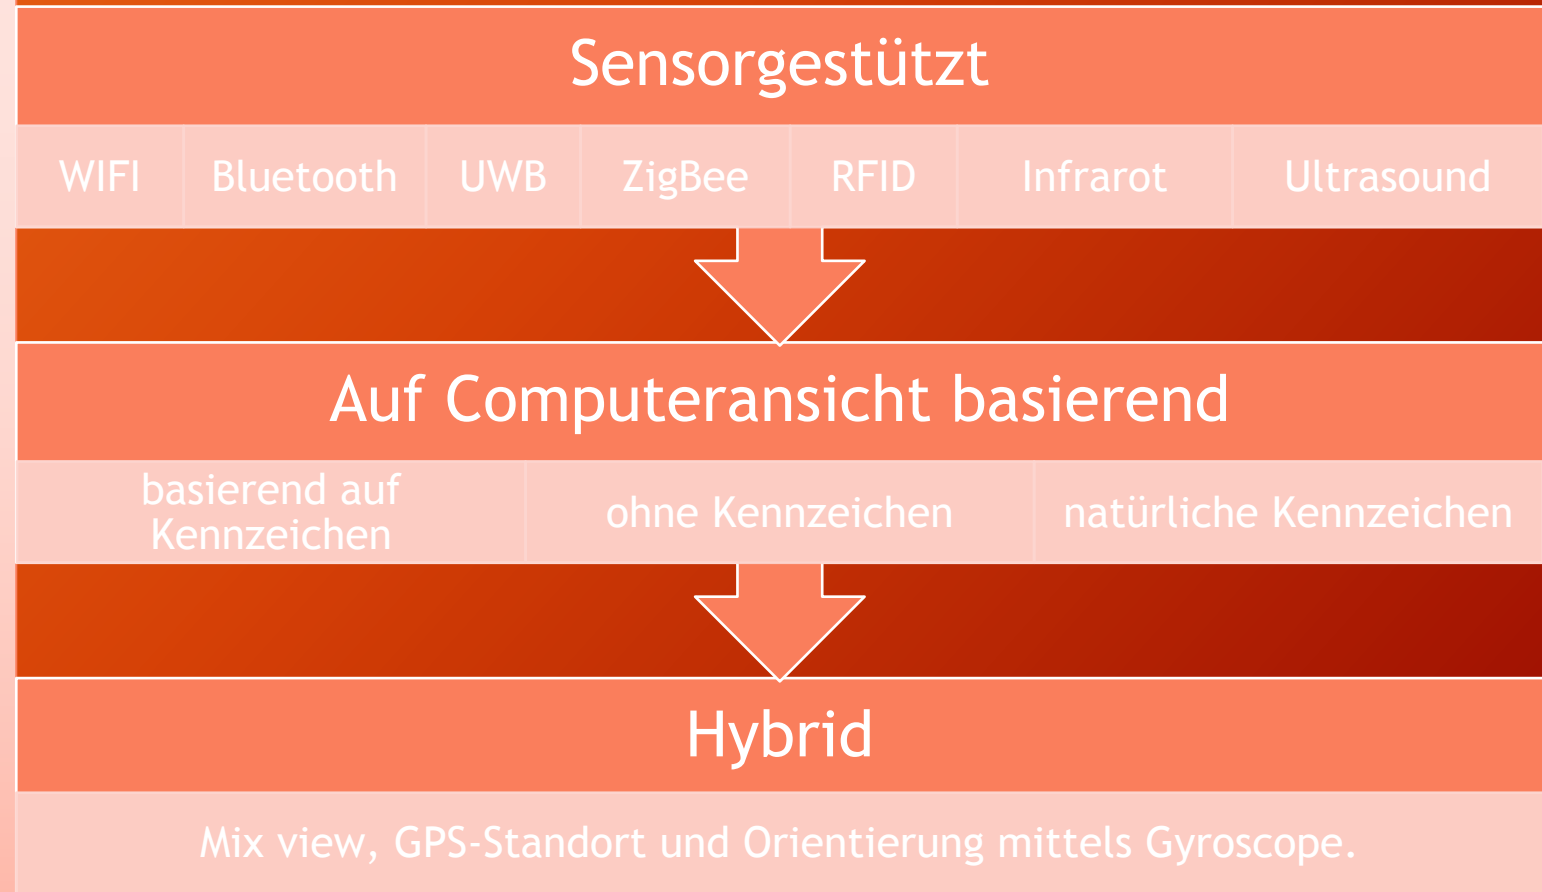 Sensorgestützt
WIFI Bluetooth UWB ZigBee RFID Infrarot Ultrasound
Auf Computeransicht basierend
basierend auf
Kennzeichen
ohne Kennzeichen
natürliche Kennzeichen
Hybrid
Mix view, GPS-Standort und Orientierung mittels Gyroscope.